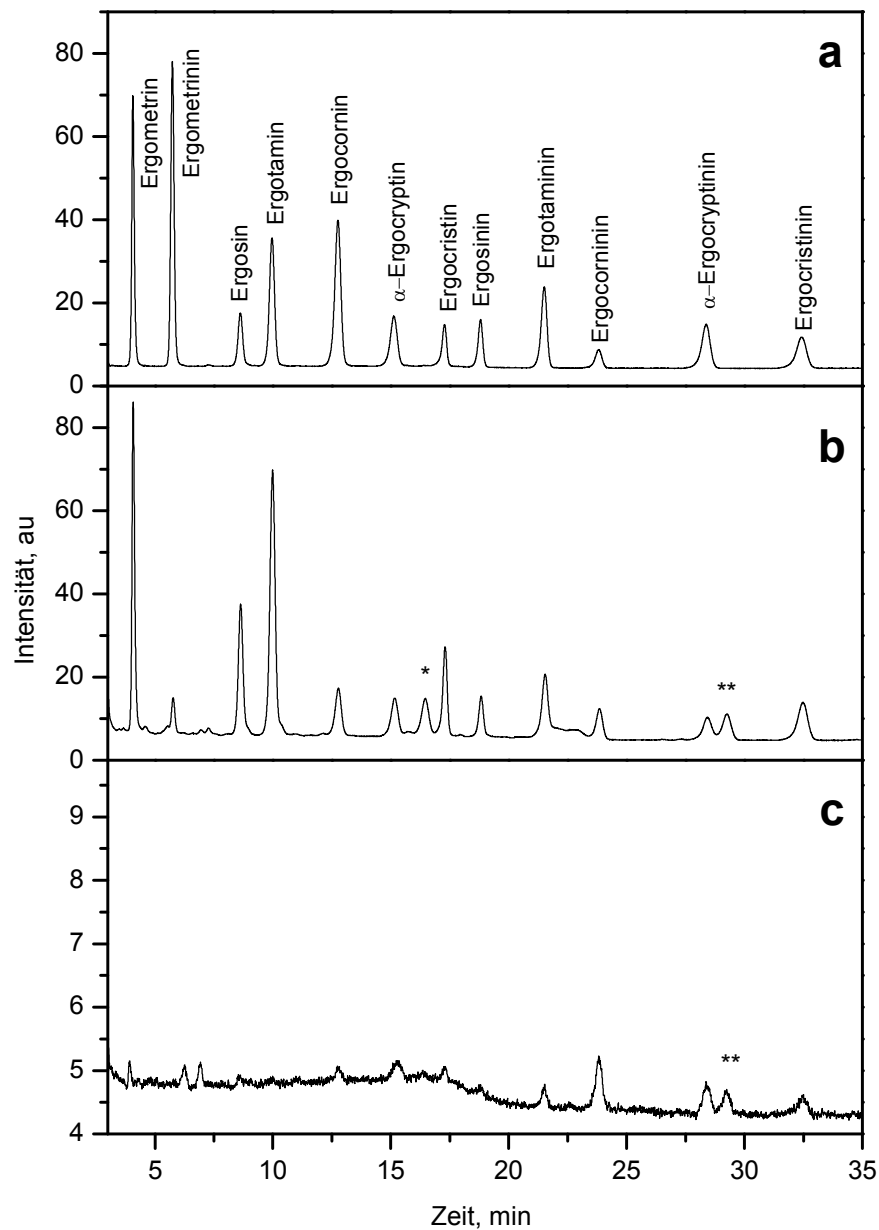 a
80
60
40
20
0
Ergometrin
Ergometrinin
Ergosin
Ergotamin
Ergocornin
α−Ergocryptin
Ergocristin
Ergosinin
Ergotaminin
Ergocorninin
α−Ergocryptinin
Ergocristinin
b
80
60
40
20
0
*
**
Intensität, au
c
9
8
7
6
5
4
**
5 10 15 20 25 30 35
Zeit, min